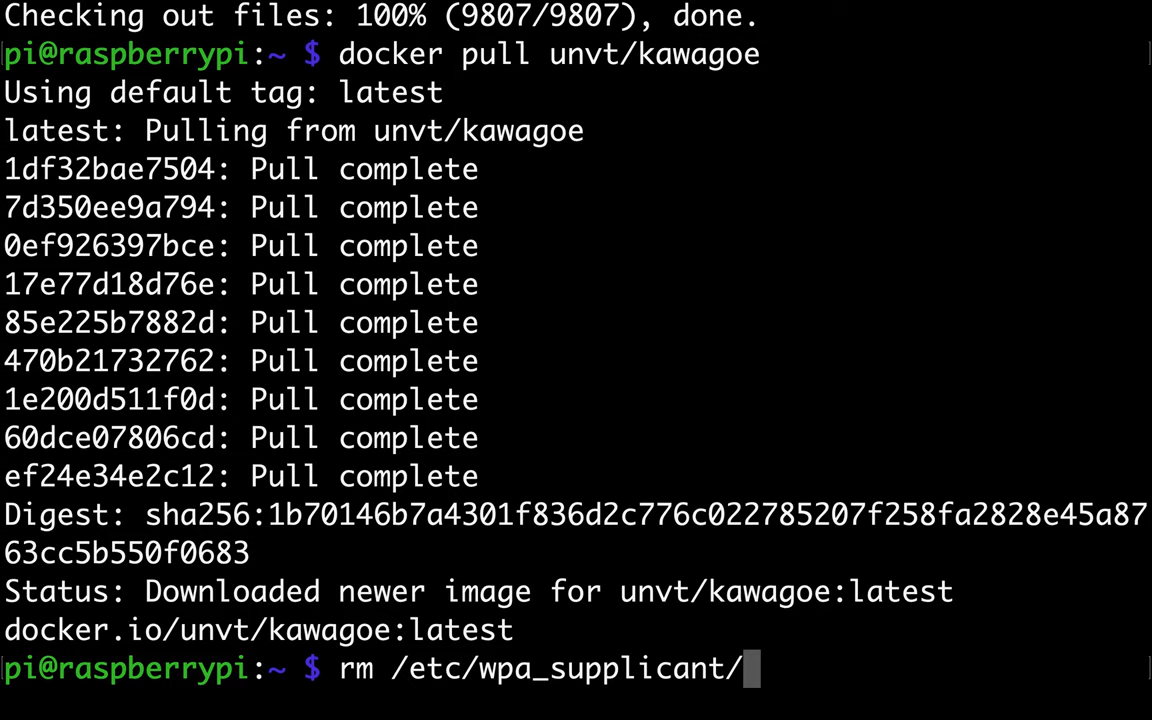 Checking out files: 100% (9807/9807), done.
pi@raspberrypi:~ $ docker pull unvt/kawagoe
Using default tag: latest
latest: Pulling from unvt/kawagoe
1df32bae7504: Pull complete
7d350ee9a794: Pull complete
0ef926397bce: Pull complete
17e77d18d76e: Pull complete
85e225b7882d: Pull complete
470b21732762: Pull complete
1e200d511f0d: Pull complete
60dce07806cd: Pull complete
ef24e34e2c12: Pull complete
Digest: sha256:1b70146b7a4301f836d2c776c022785207f258fa2828e45a87
63cc5b550f0683
Status: Downloaded newer image for unvt/kawagoe:latest
docker.io/unvt/kawagoe:latest
pi@raspberrypi:~ $ rm /etc/wpa_supplicant/